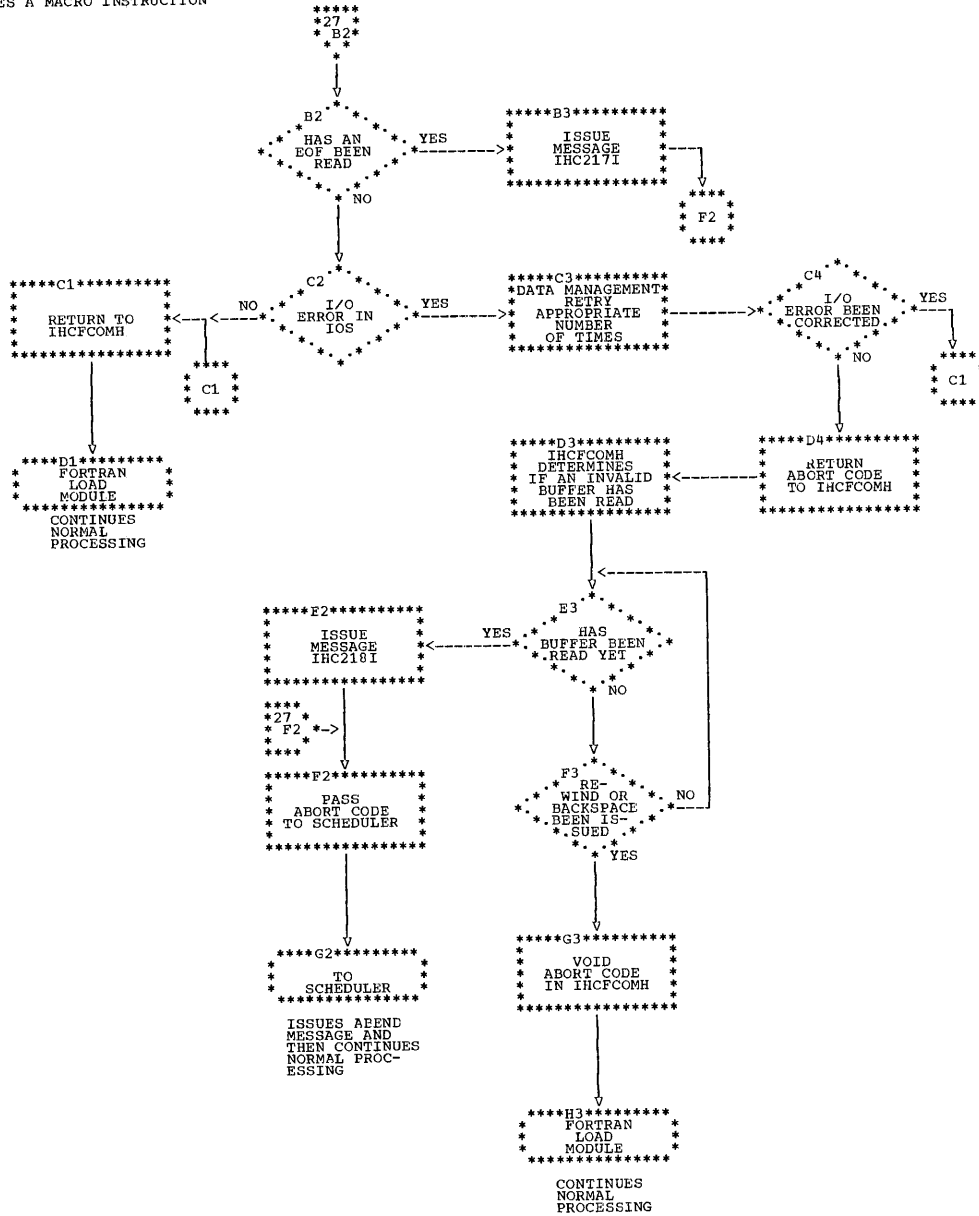 ES A MACRO INSTRUCTION
27
B2
B2
HAS AN
EOF BEEN
READ
YES
NO
B3
ISSUE
MESSAGE
IHC217I
F2
C1
RETURN TO
IHCFCOMH
NO
C2
I/O
ERROR IN
IOS
YES
C3
DATA MANAGEMENT
RETRY
APPROPRIATE
NUMBER
OF TIMES
C4
I/O
ERROR BEEN
CORRECTED
YES
NO
C1
C1
D1
FORTRAN
LOAD
MODULE
CONTINUES
NORMAL
PROCESSING
D3
IHCFCOMH
DETERMINES
IF AN INVALID
BUFFER HAS
BEEN READ
D4
RETURN
ABORT CODE
TO IHCFCOMH
E2
ISSUE
MESSAGE
IHC218I
YES
E3
HAS
BUFFER BEEN
READ YET
NO
27
F2
F2
PASS
ABORT CODE
TO SCHEDULER
F3
RE-
WIND OR
BACKSPACE
BEEN IS-
SUED
NO
YES
G2
TO
SCHEDULER
ISSUES ABEND
MESSAGE AND
THEN CONTINUES
NORMAL PROC-
ESSING
G3
VOID
ABORT CODE
IN IHCFCOMH
H3
FORTRAN
LOAD
MODULE
CONTINUES
NORMAL
PROCESSING